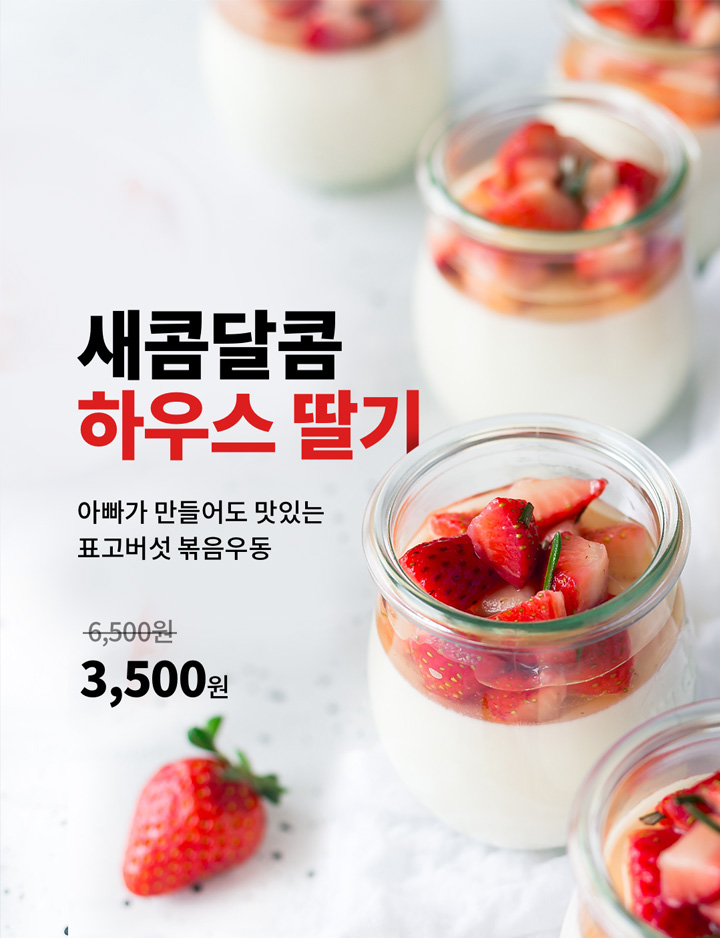 새콤달콤
하우스 딸기
아빠가 만들어도 맛있는
표고버섯 볶음우동
6,500원
3,500원